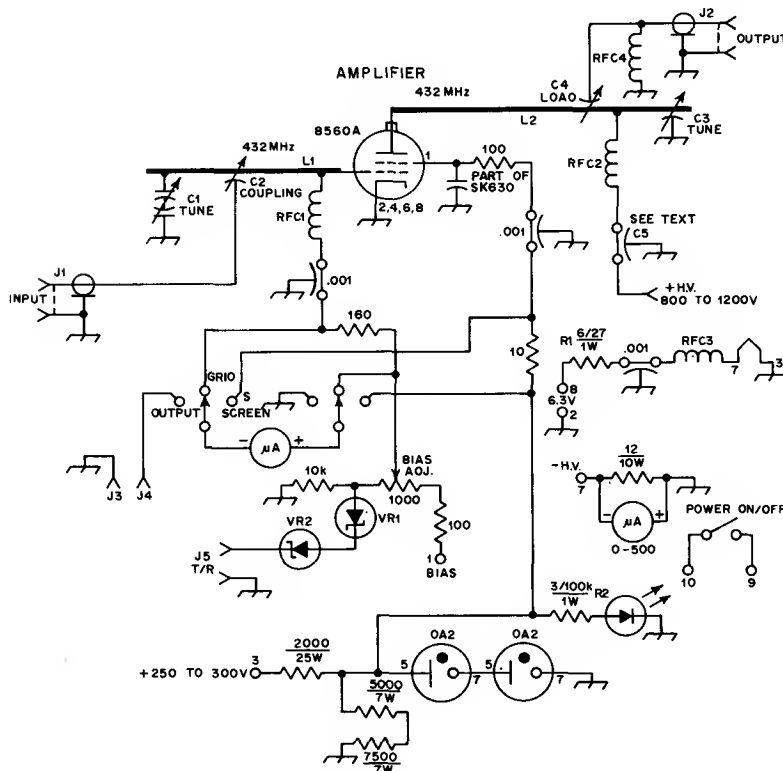 J2
OUTPUT
RFC4
AMPLIFIER
C4
LOAD
432MHz
L2
C3
TUNE
8560A
432MHz
L1
1
100
PART OF
SK630
RFC2
C1
TUNE
C2
COUPLING
RFC1
2,4,6,8
.001
SEE TEXT
C5
J1
INPUT
.001
+H.V.
800 TO 1200V
160
10
R1
6/27
1W
.001
RFC3
7
3
GRID
OUTPUT
S
SCREEN
8
6.3V
2
- μA +
BIAS
ADJ.
1000
10k
-H.V.
7
12
10W
- μA +
0-500
POWER ON/OFF
10
9
J3
J4
VR1
VR2
100
J5
T/R
1
BIAS
3/100k
1W
R2
OA2
OA2
+250 TO 300V
3
2000
25W
5
7
5
7
5000
7W
7500
7W